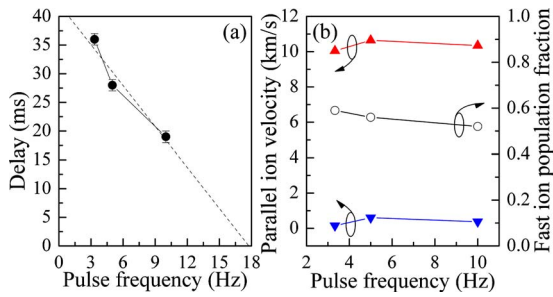 (a)
40
35
30
25
20
15
10
5
0
Delay (ms)
0 3 6 9 12 15 18
Pulse frequency (Hz)
(b)
12
10
8
6
4
2
0
Parallel ion velocity (km/s)
1.0
0.8
0.6
0.4
0.2
0.0
Fast ion population fraction
2 4 6 8 10
Pulse frequency (Hz)